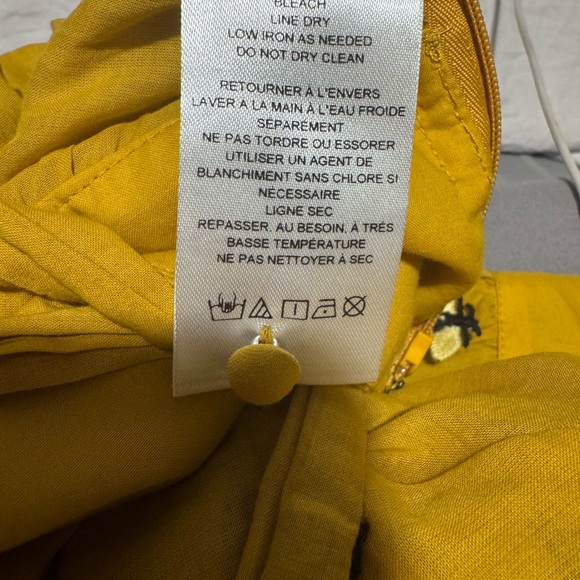 BLEACH
LINE DRY
LOW IRON AS NEEDED
DO NOT DRY CLEAN
RETOURNER À L'ENVERS
LAVER A LA MAIN À L'EAU FROIDE
SÉPARÉMENT
NE PAS TORDRE OU ESSORER
UTILISER UN AGENT DE
BLANCHIMENT SANS CHLORE SI
NÉCESSAIRE
LIGNE SEC
REPASSER, AU BESOIN, À TRÉS
BASSE TEMPÉRATURE
NE PAS NETTOYER À SEC